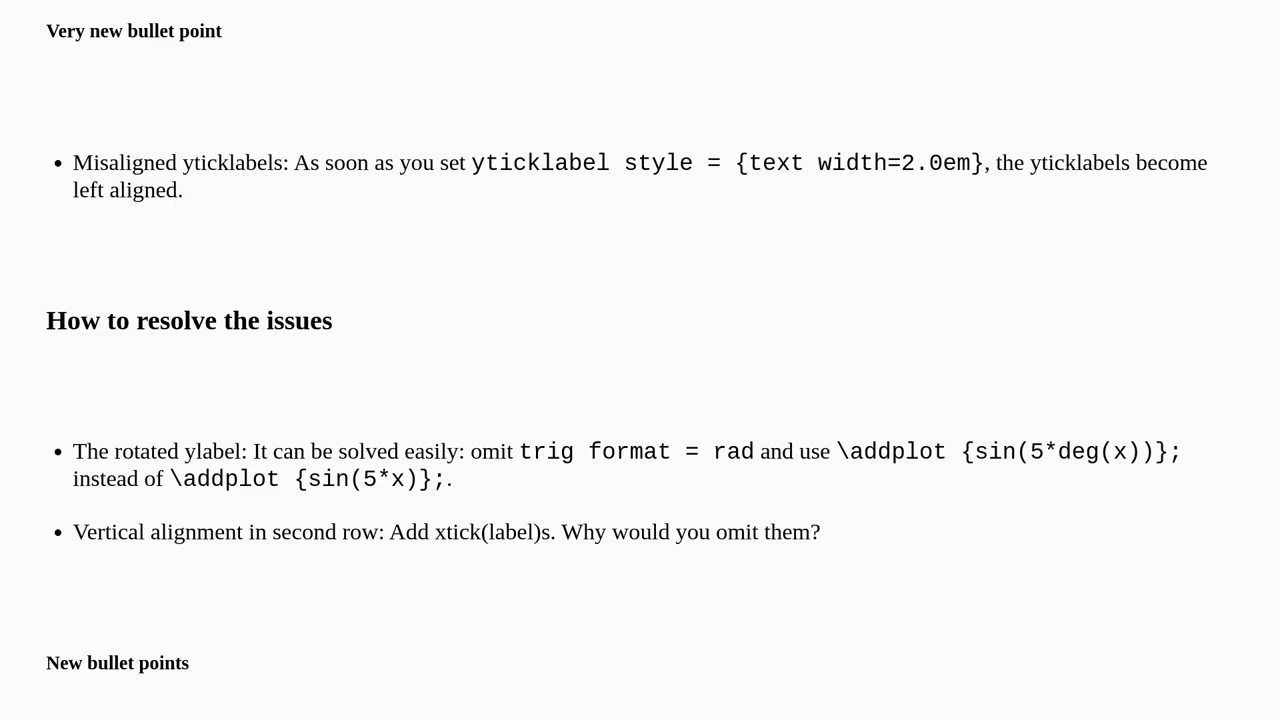 Very new bullet point
• Misaligned yticklabels: As soon as you set yticklabel style = {text width=2.0em}, the yticklabels become
left aligned.
How to resolve the issues
• The rotated ylabel: It can be solved easily: omit trig format = rad and use \addplot {sin(5*deg(x))};
instead of \addplot {sin(5*x)};.
• Vertical alignment in second row: Add xtick(label)s. Why would you omit them?
New bullet points